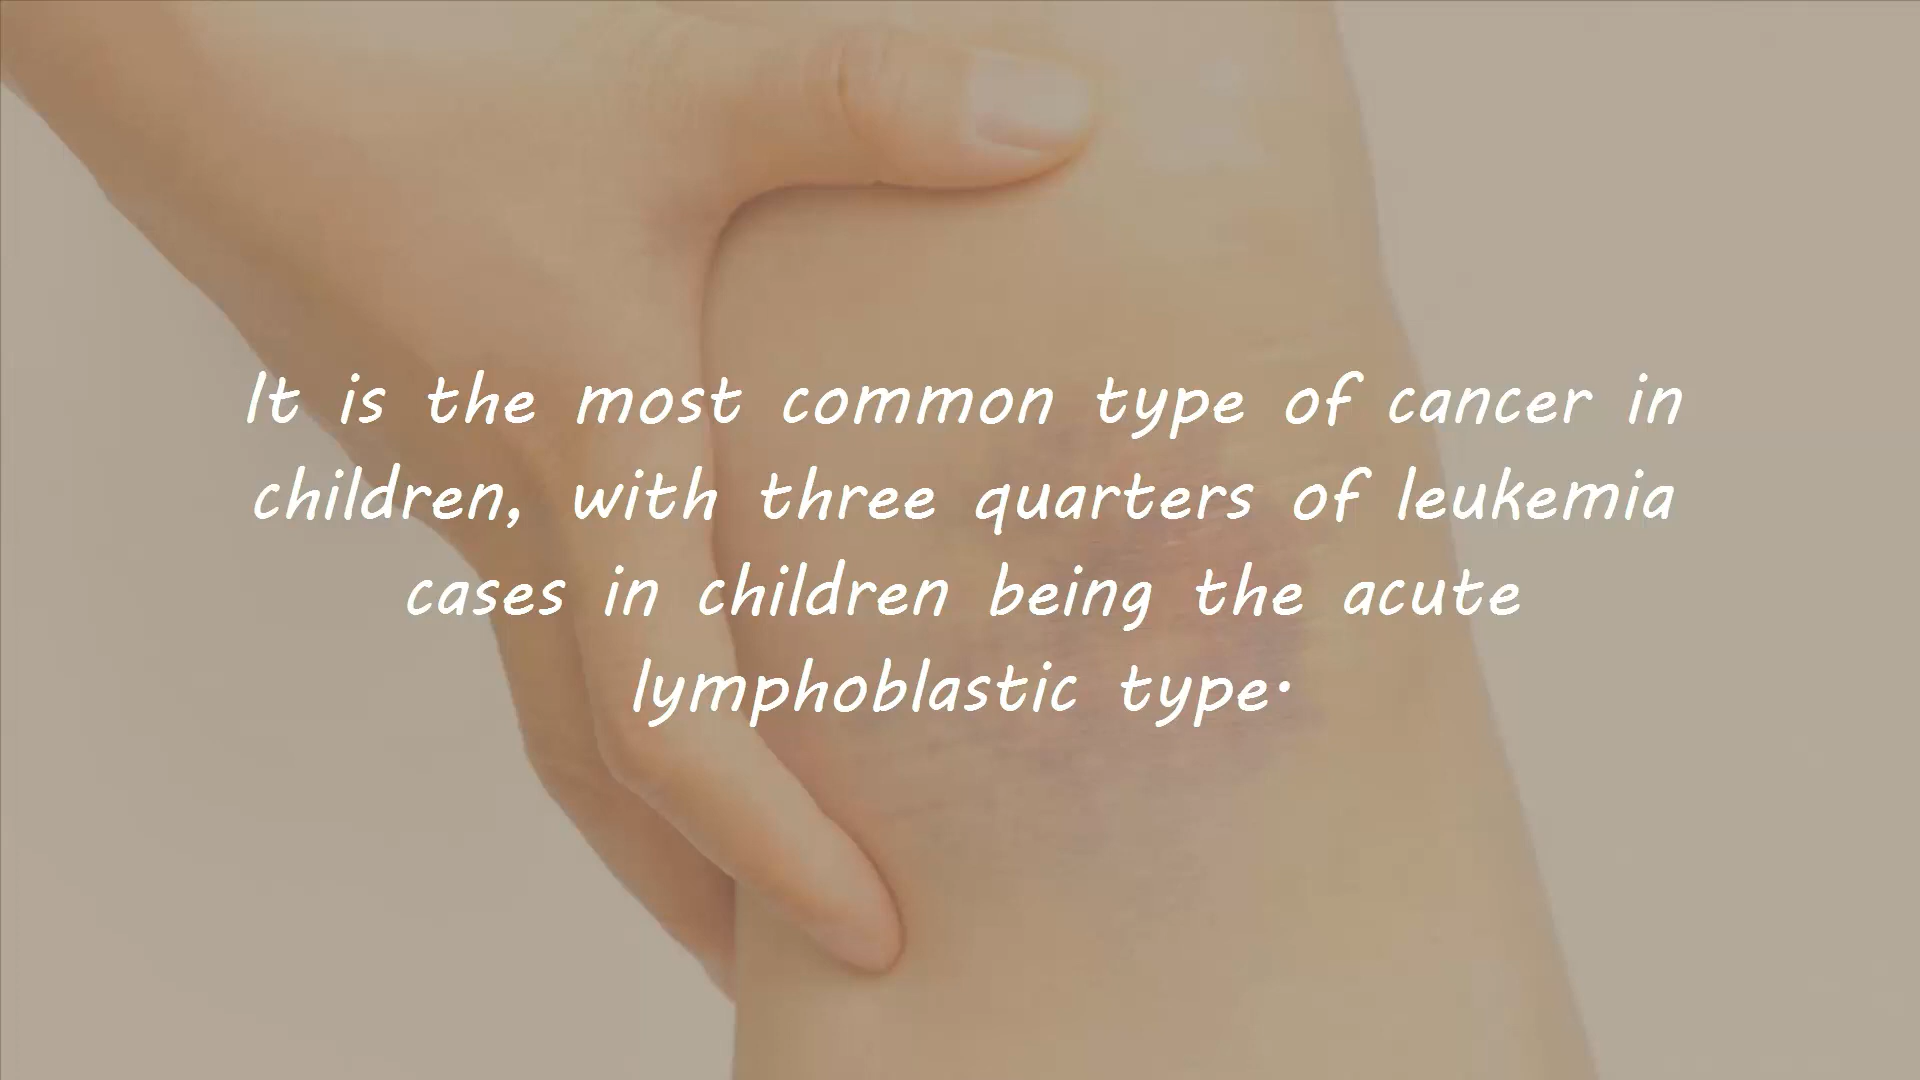 It is the most common type of cancer in
children, with three quarters of leukemia
cases in children being the acute
lymphoblastic type.